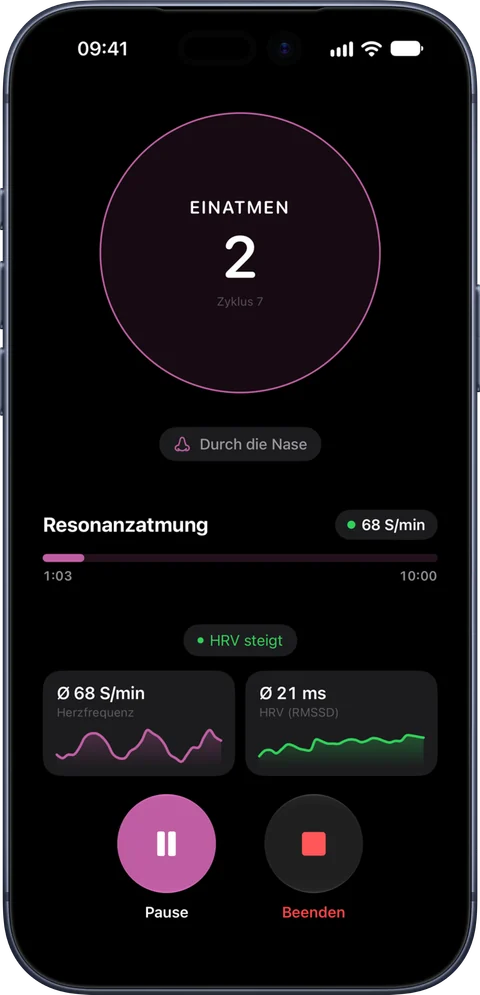 09:41
EINATMEN
2
Zyklus 7
Durch die Nase
Resonanzatmung
68 S/min
1:03
10:00
HRV steigt
Ø 68 S/min
Herzfrequenz
Ø 21 ms
HRV (RMSSD)
Pause
Beenden